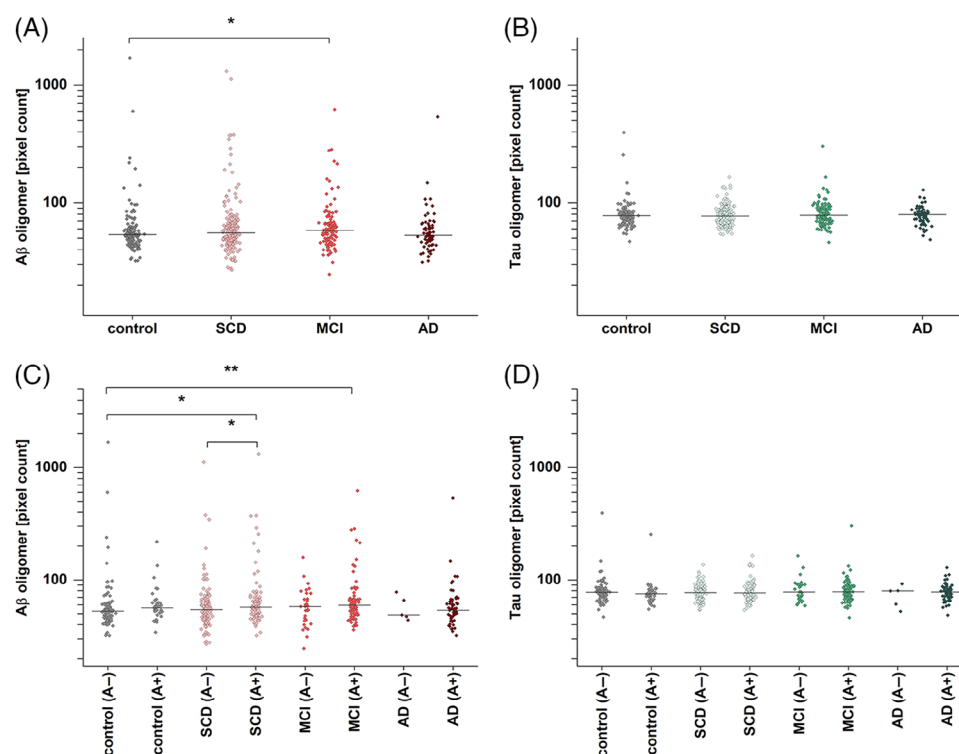 (A)
*
Aβ oligomer [pixel count]
1000
100
control SCD MCI AD
(B)
Tau oligomer [pixel count]
1000
100
control SCD MCI AD
(C)
**
*
*
Aβ oligomer [pixel count]
1000
100
control (A−)
control (A+)
SCD (A−)
SCD (A+)
MCI (A−)
MCI (A+)
AD (A−)
AD (A+)
(D)
Tau oligomer [pixel count]
1000
100
control (A−)
control (A+)
SCD (A−)
SCD (A+)
MCI (A−)
MCI (A+)
AD (A−)
AD (A+)